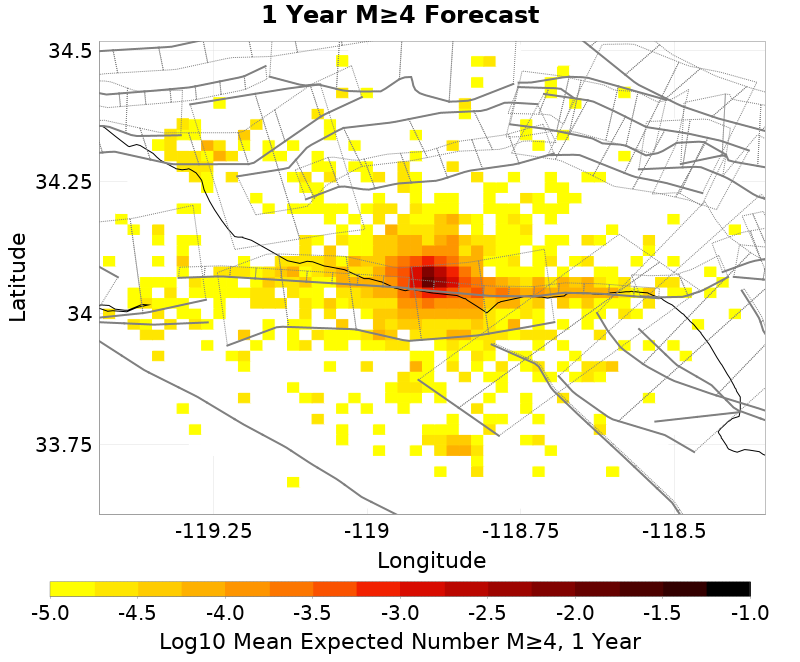 1 Year M≥4 Forecast
34.5
34.25
34
33.75
Latitude
-119.25 -119 -118.75 -118.5
Longitude
-5.0 -4.5 -4.0 -3.5 -3.0 -2.5 -2.0 -1.5 -1.0
Log10 Mean Expected Number M≥4, 1 Year